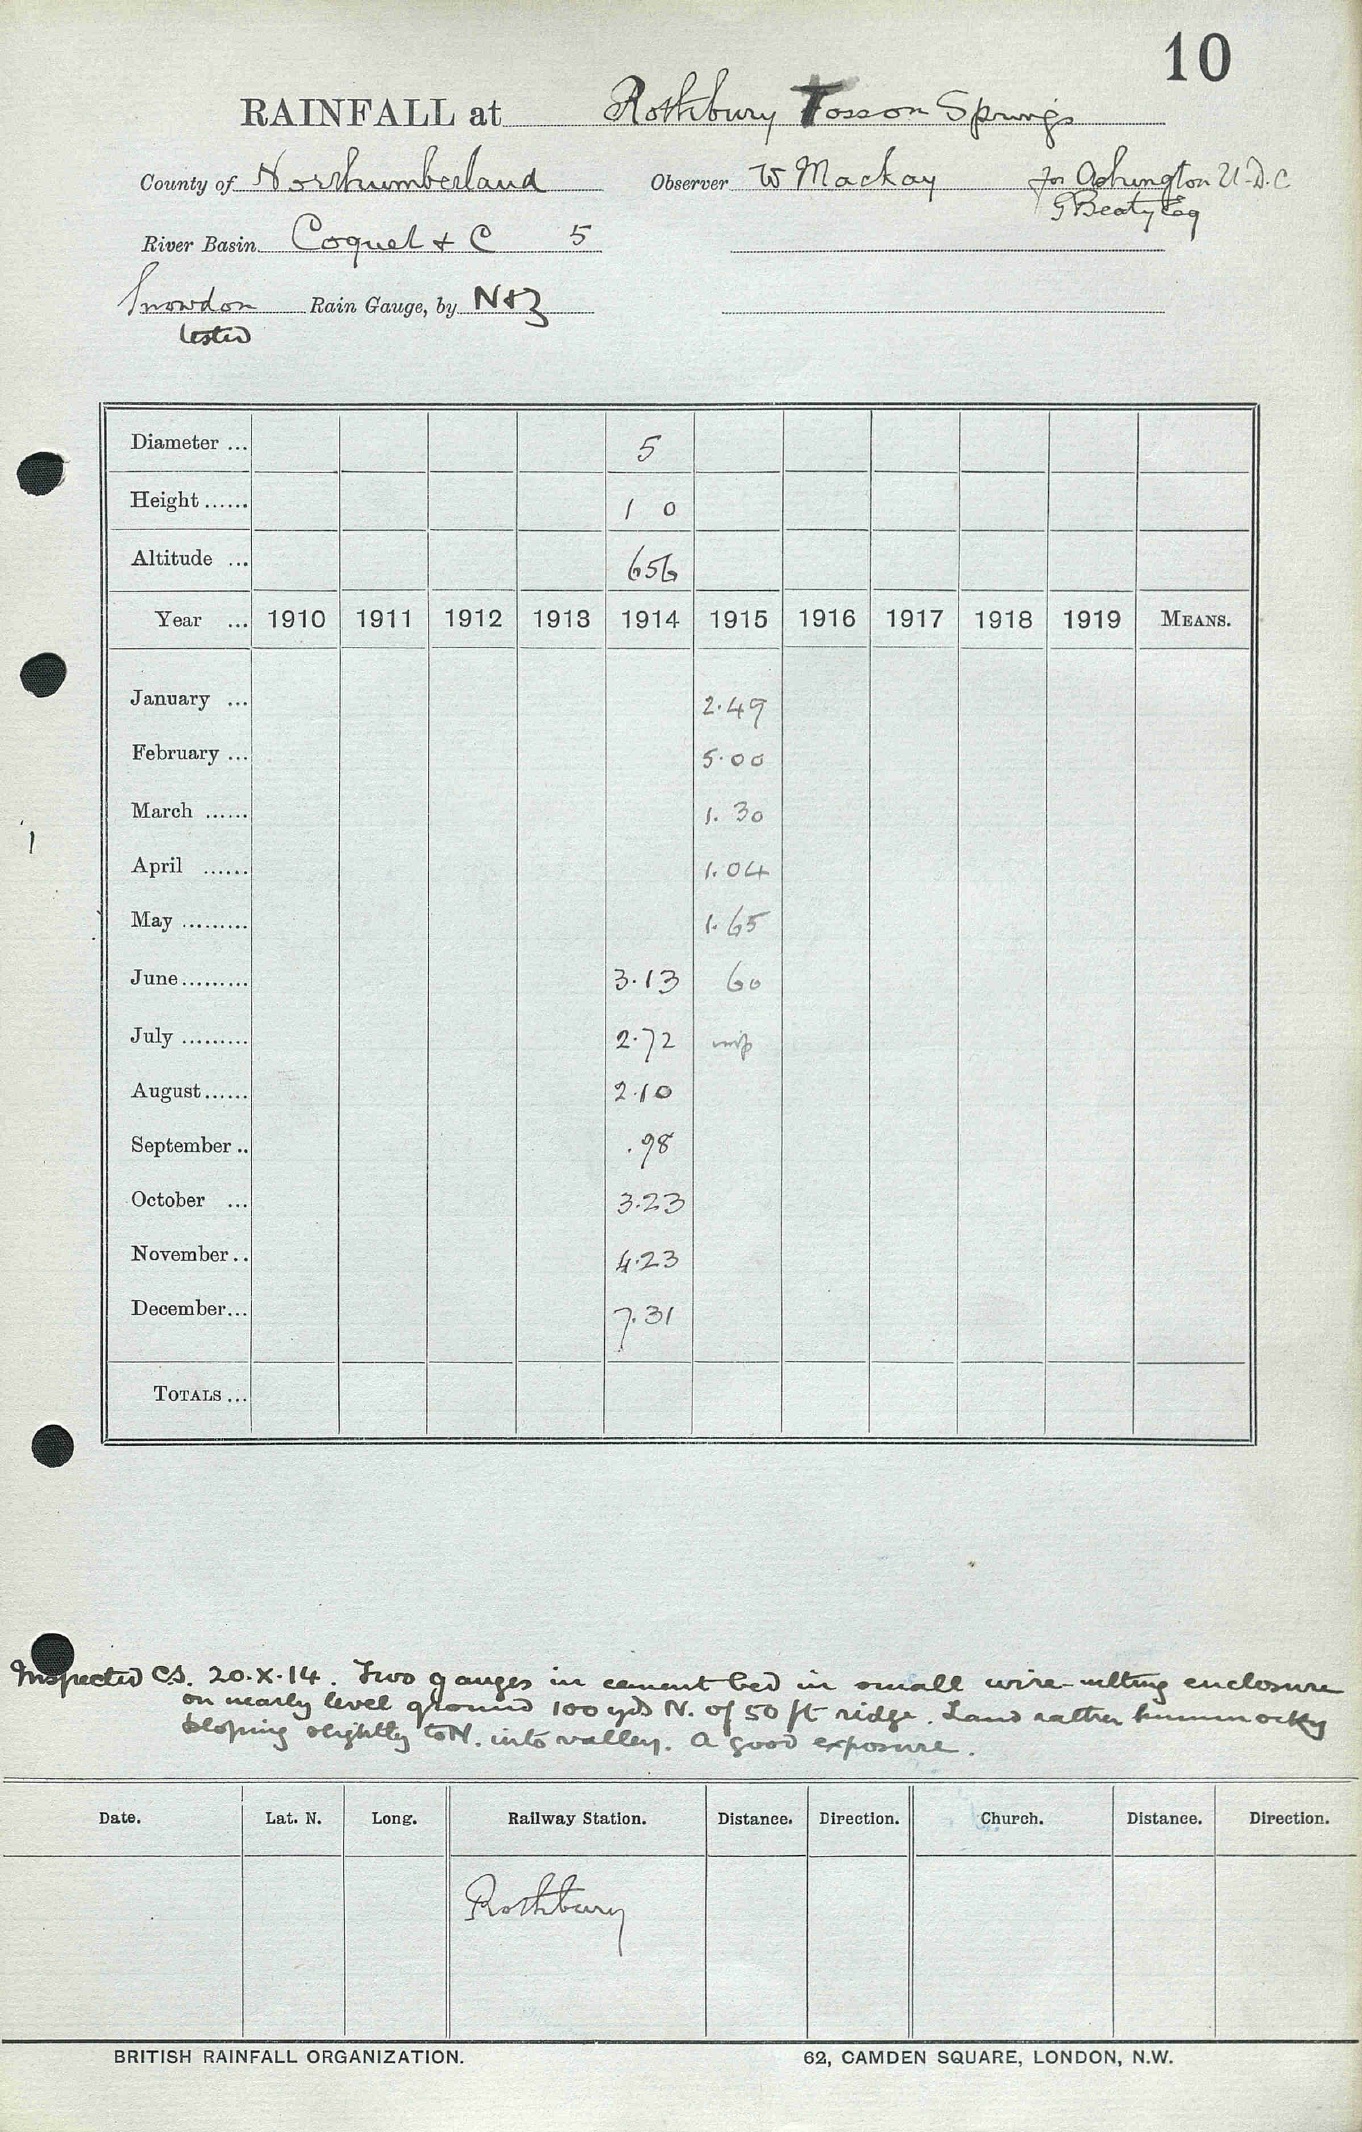 10
RAINFALL at Rothbury Tosson Springs
County of Northumberland Observer W Mackay for Ashington U.D.C
G Beaty Esq
River Basin Coquet & C 5
Snowdon Rain Gauge, by N&Z
tested
Diameter ... 5
Height ...... 1 0
Altitude ... 656
Year ... 1910 1911 1912 1913 1914 1915 1916 1917 1918 1919 MEANS.
January ... 2.49
February ... 5.00
March ...... 1.30
April ...... 1.04
May ......... 1.65
June ......... 3.13 60
July ......... 2.72
August ...... 2.10
September .. .98
October ... 3.23
November .. 4.23
December ... 7.31
TOTALS ...
Inspected CS. 20.X.14. Two gauges in cement bed in small wire-netting enclosure
on nearly level ground 100 yds N. of 50 ft ridge. Land rather hummocky
sloping slightly to N. into valley. A good exposure.
Date. Lat. N. Long. Railway Station. Distance. Direction. Church. Distance. Direction.
Rothbury
BRITISH RAINFALL ORGANIZATION. 62, CAMDEN SQUARE, LONDON, N.W.